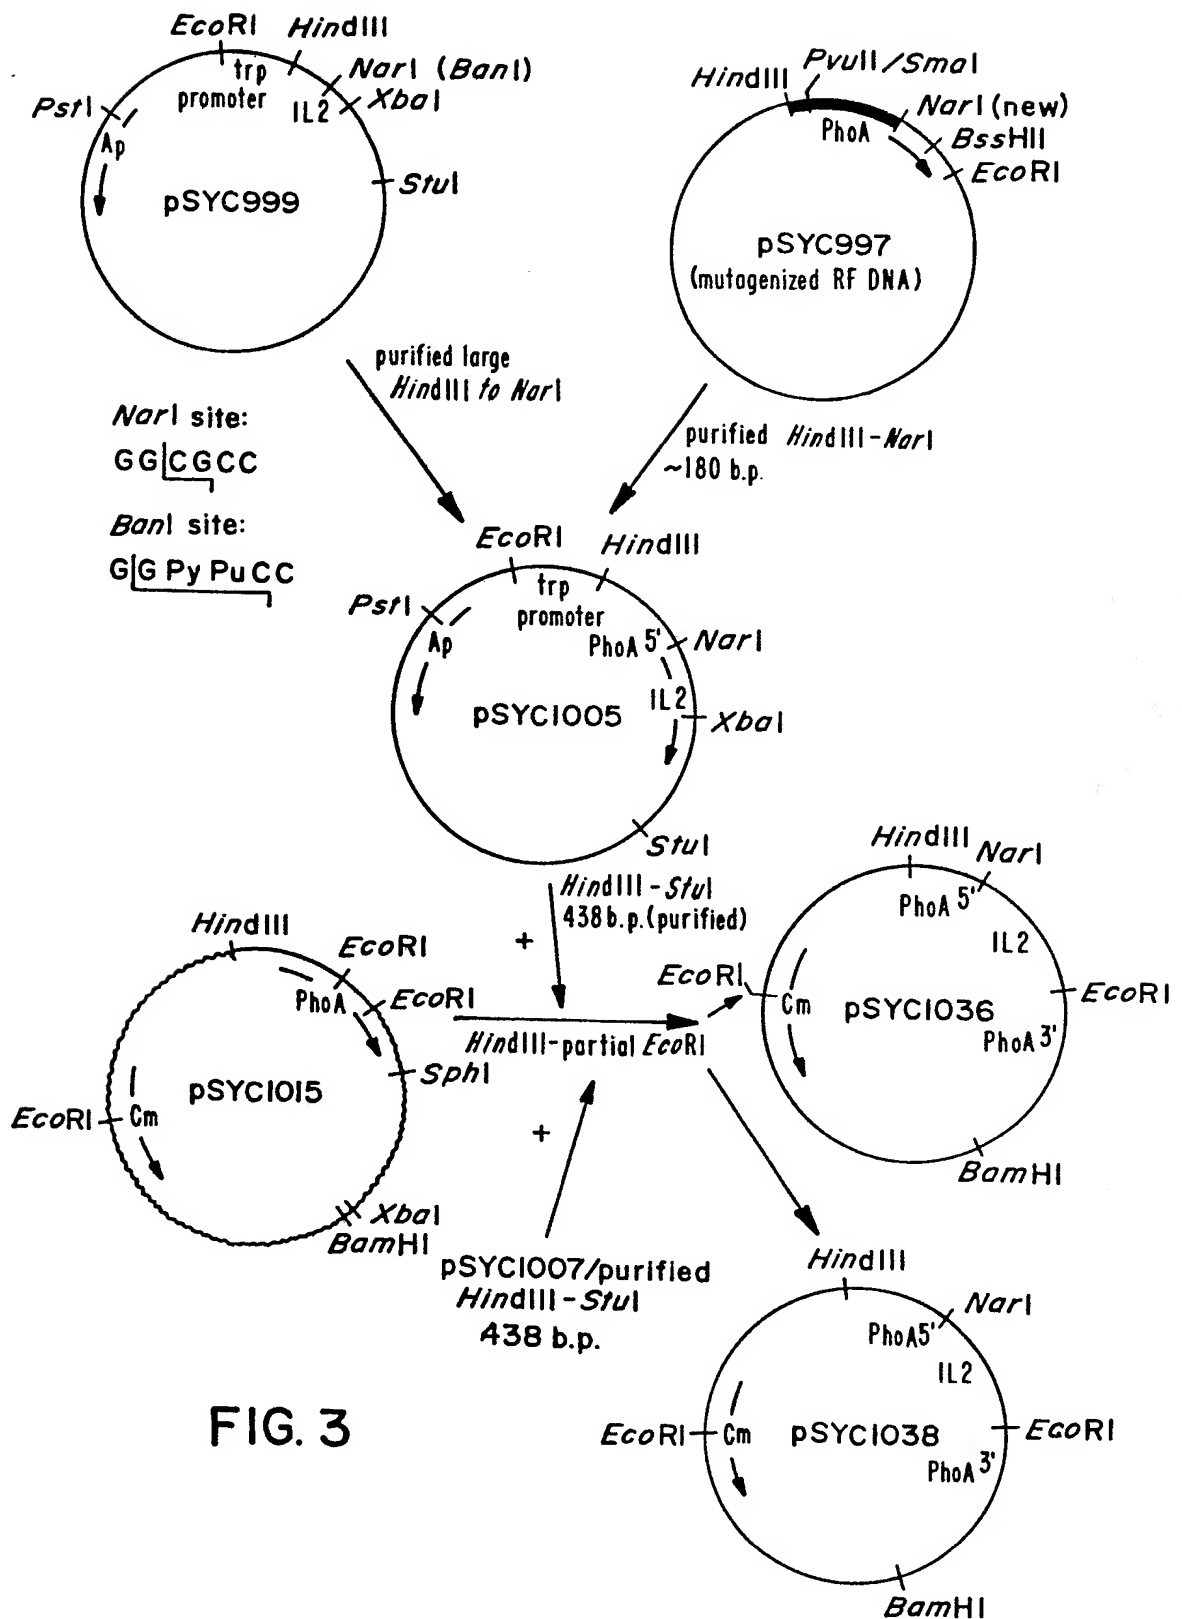 EcoRI
HindIII
trp
promoter
NarI (BanI)
IL2
XbaI
PstI
Ap
StuI
pSYC999
HindIII
PvuII/SmaI
NarI (new)
PhoA
BssHII
EcoRI
pSYC997
(mutagenized RF DNA)
purified large
HindIII to NarI
NarI site:
GGCGCC
BanI site:
GG Py Pu CC
purified HindIII-NarI
~180 b.p.
EcoRI
HindIII
trp
promoter
PstI
Ap
PhoA 5'
NarI
IL2
XbaI
pSYC1005
StuI
HindIII-StuI
438 b.p. (purified)
+
HindIII
EcoRI
PhoA
EcoRI
SphI
pSYC1015
EcoRI
Cm
XbaI
BamHI
HindIII-partial EcoRI
+
pSYC1007/purified
HindIII-StuI
438 b.p.
HindIII
NarI
PhoA 5'
IL2
EcoRI
Cm
pSYC1036
EcoRI
PhoA 3'
BamHI
HindIII
NarI
PhoA 5'
IL2
EcoRI
Cm
pSYC1038
EcoRI
PhoA 3'
BamHI
FIG. 3